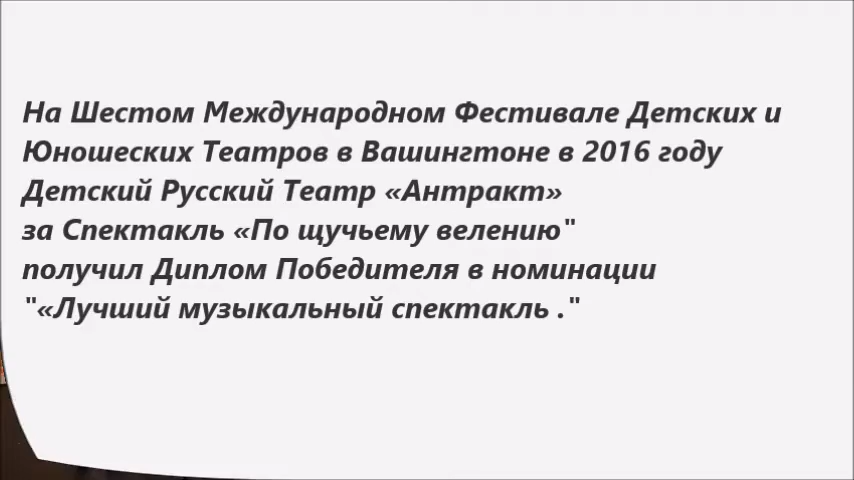 На Шестом Международном Фестивале Детских и
Юношеских Театров в Вашингтоне в 2016 году
Детский Русский Театр «Антракт»
за Спектакль «По щучьему велению"
получил Диплом Победителя в номинации
"«Лучший музыкальный спектакль ."